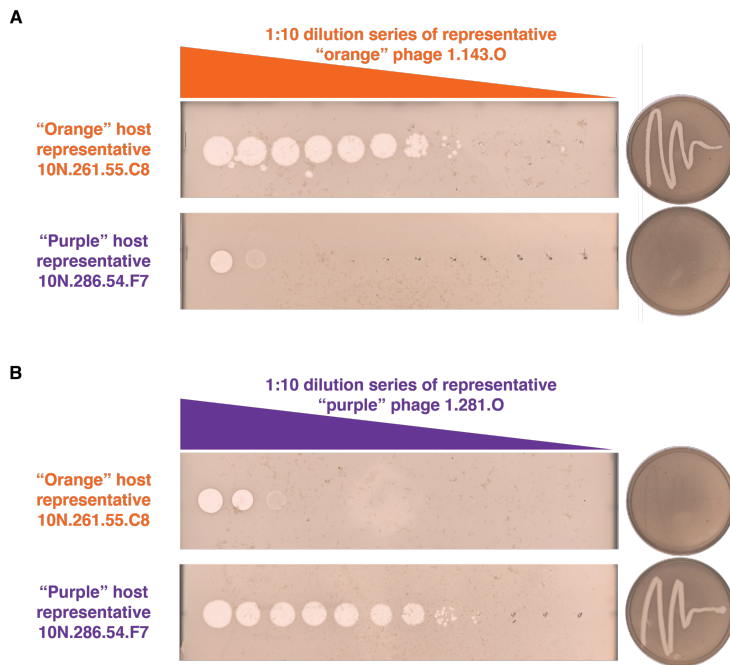 A
1:10 dilution series of representative
“orange” phage 1.143.O
“Orange” host
representative
10N.261.55.C8
“Purple” host
representative
10N.286.54.F7
B
1:10 dilution series of representative
“purple” phage 1.281.O
“Orange” host
representative
10N.261.55.C8
“Purple” host
representative
10N.286.54.F7